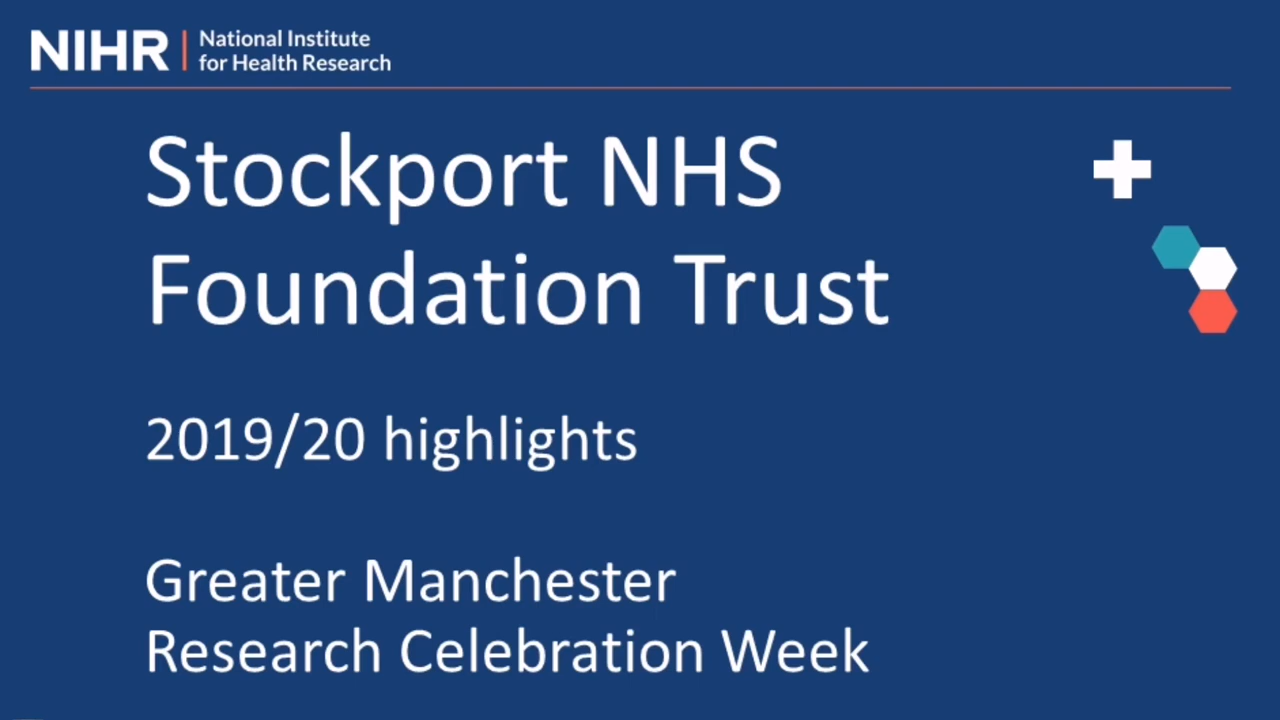 NIHR
National Institute
for Health Research
Stockport NHS
Foundation Trust
2019/20 highlights
Greater Manchester
Research Celebration Week